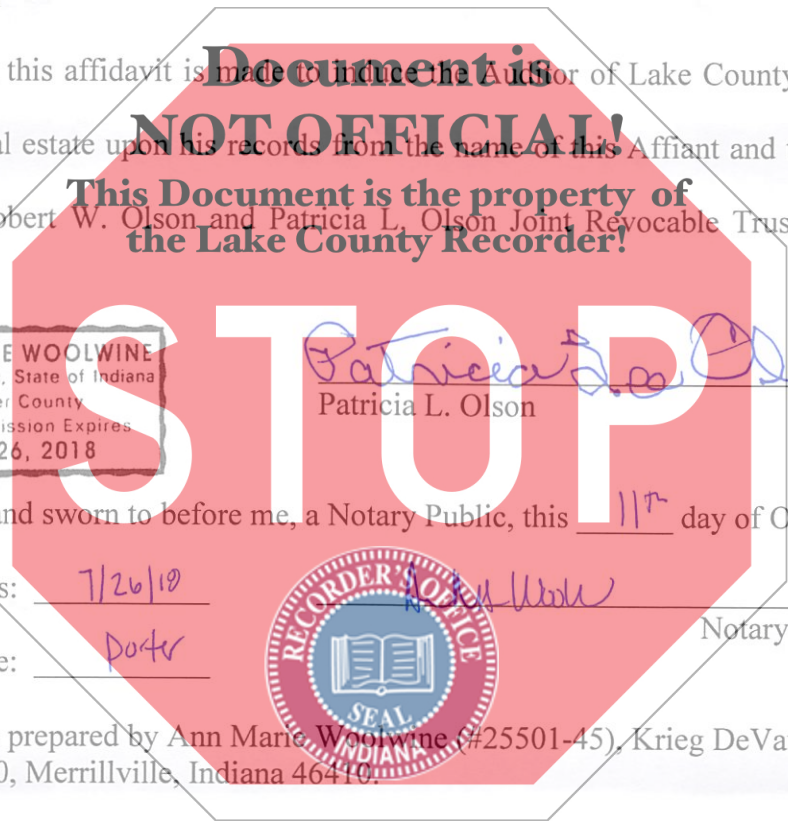 this affidavit is made to induce the Auditor of Lake County
Document is
al estate upon his records from the name of this Affiant and
NOT OFFICIAL!
This Document is the property of
obert W. Olson and Patricia L. Olson Joint Revocable Trus
the Lake County Recorder!
STOP
E WOOLWINE
, State of Indiana
er County
ission Expires
26, 2018
Patricia Lee
Patricia L. Olson
nd sworn to before me, a Notary Public, this 11th day of O
s: 7/26/18
Notary
e: Porter
RECORDER'S OFFICE
SEAL
INDIANA
prepared by Ann Marie Woolwine (#25501-45), Krieg DeVa
0, Merrillville, Indiana 46410.